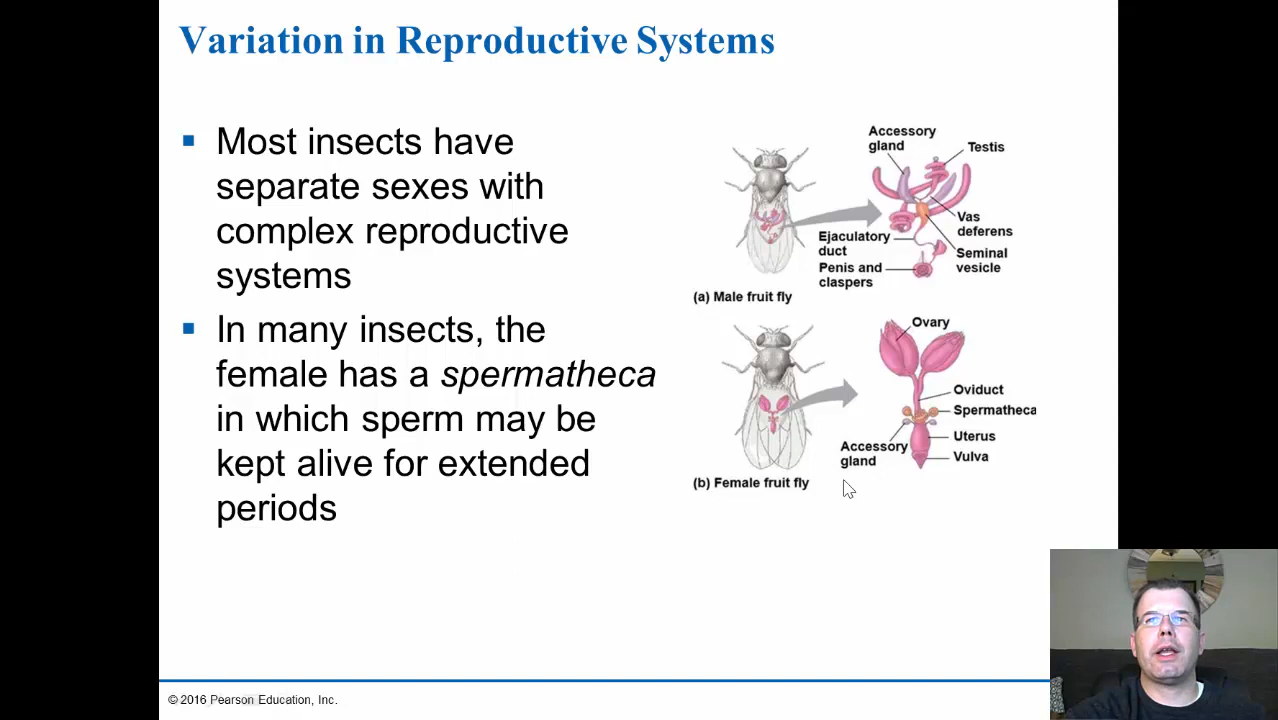 Variation in Reproductive Systems
Most insects have
separate sexes with
complex reproductive
systems
In many insects, the
female has a spermatheca
in which sperm may be
kept alive for extended
periods
Accessory
gland
Testis
Vas
deferens
Ejaculatory
duct
Seminal
vesicle
Penis and
claspers
(a) Male fruit fly
Ovary
Oviduct
Spermatheca
Uterus
Accessory
gland
Vulva
(b) Female fruit fly
© 2016 Pearson Education, Inc.